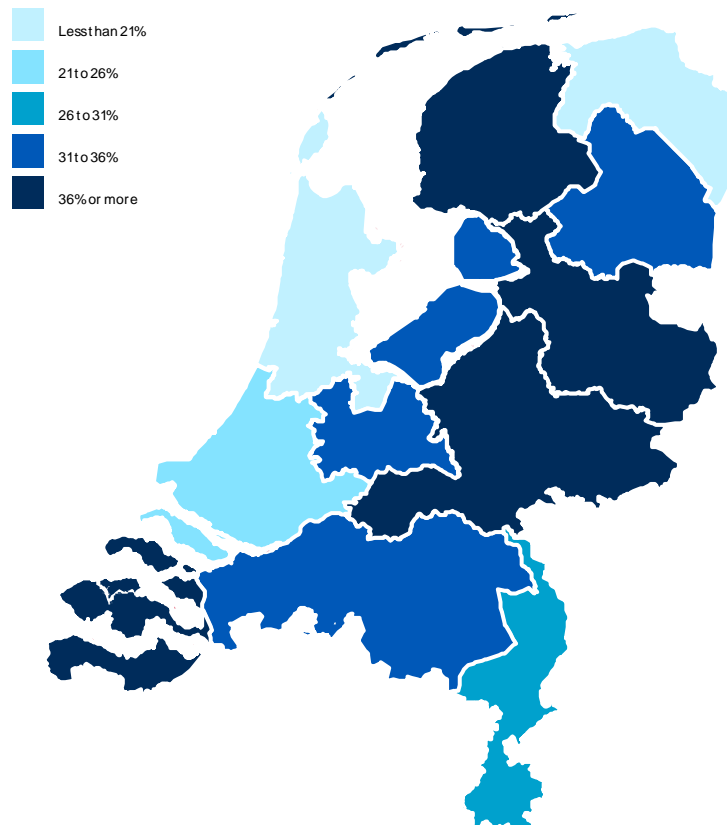 Less than 21%
21 to 26%
26 to 31%
31 to 36%
36% or more